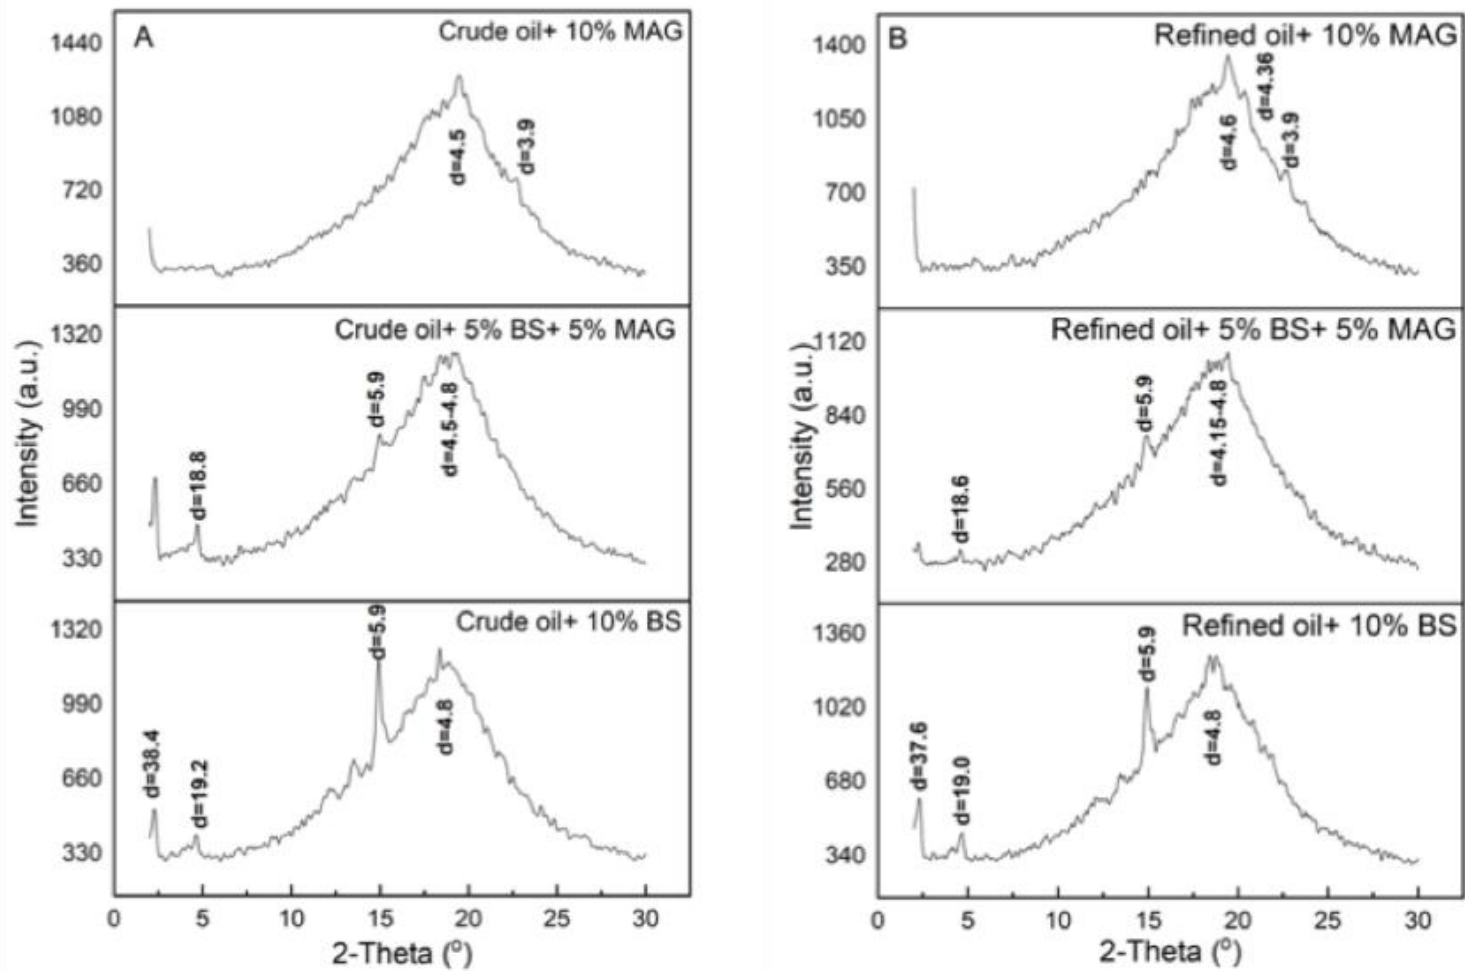 A
Crude oil+ 10% MAG
1440
1080
720
360
d=4.5
d=3.9
Crude oil+ 5% BS+ 5% MAG
1320
990
660
330
d=18.8
d=5.9
d=4.5-4.8
Crude oil+ 10% BS
1320
990
660
330
d=38.4
d=19.2
d=5.9
d=4.8
Intensity (a.u.)
0 5 10 15 20 25 30
2-Theta (⁰)
B
Refined oil+ 10% MAG
1400
1050
700
350
d=4.6
d=4.36
d=3.9
Refined oil+ 5% BS+ 5% MAG
1120
840
560
280
d=18.6
d=5.9
d=4.15-4.8
Refined oil+ 10% BS
1360
1020
680
340
d=37.6
d=19.0
d=5.9
d=4.8
Intensity (a.u.)
0 5 10 15 20 25 30
2-Theta (⁰)